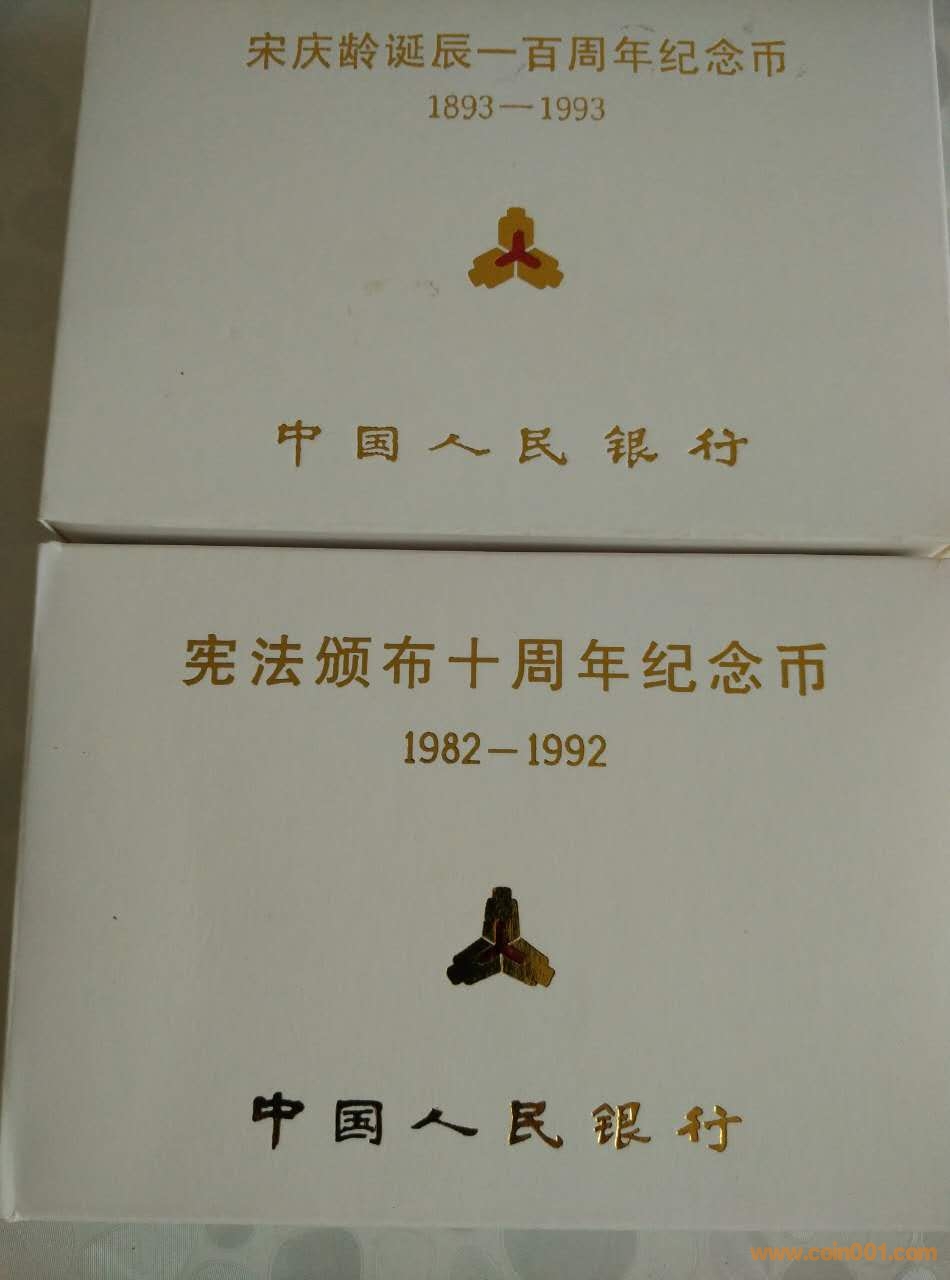 宋庆龄诞辰一百周年纪念币
1893—1993
中国人民银行
宪法颁布十周年纪念币
1982—1992
中国人民银行
www.coin001.com